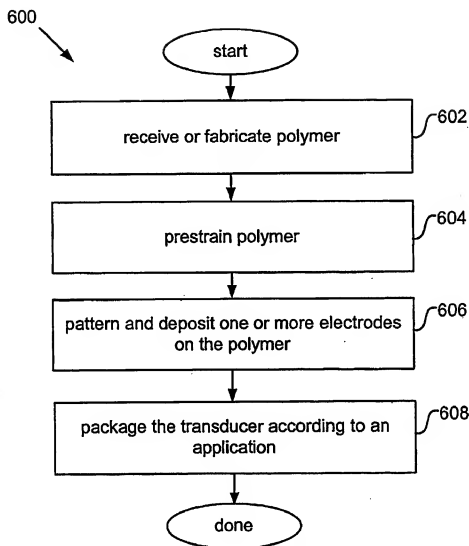 600
start
receive or fabricate polymer
602
prestrain polymer
604
pattern and deposit one or more electrodes
on the polymer
606
package the transducer according to an
application
608
done